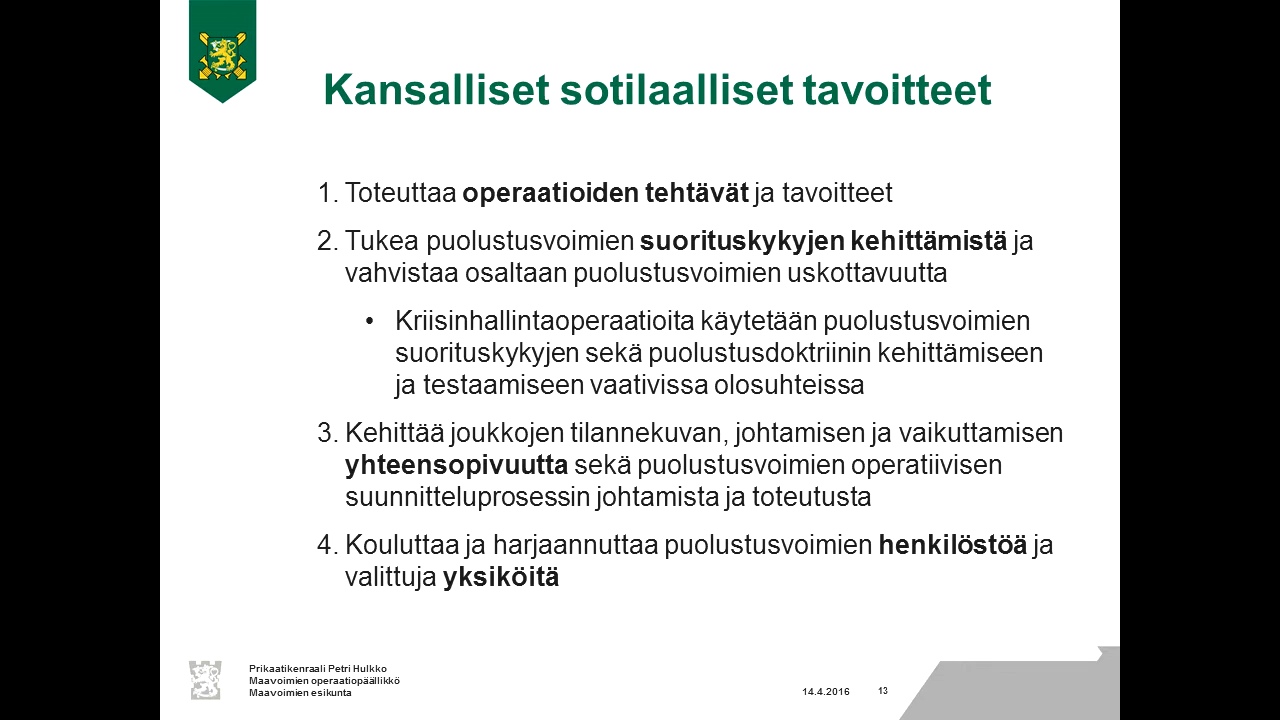 Kansalliset sotilaalliset tavoitteet
1. Toteuttaa operaatioiden tehtävät ja tavoitteet
2. Tukea puolustusvoimien suorituskykyjen kehittämistä ja
vahvistaa osaltaan puolustusvoimien uskottavuutta
• Kriisinhallintaoperaatioita käytetään puolustusvoimien
suorituskykyjen sekä puolustusdoktriinin kehittämiseen
ja testaamiseen vaativissa olosuhteissa
3. Kehittää joukkojen tilannekuvan, johtamisen ja vaikuttamisen
yhteensopivuutta sekä puolustusvoimien operatiivisen
suunnitteluprosessin johtamista ja toteutusta
4. Kouluttaa ja harjaannuttaa puolustusvoimien henkilöstöä ja
valittuja yksiköitä
Prikaatikenraali Petri Hulkko
Maavoimien operaatiopäällikkö
Maavoimien esikunta
14.4.2016 13